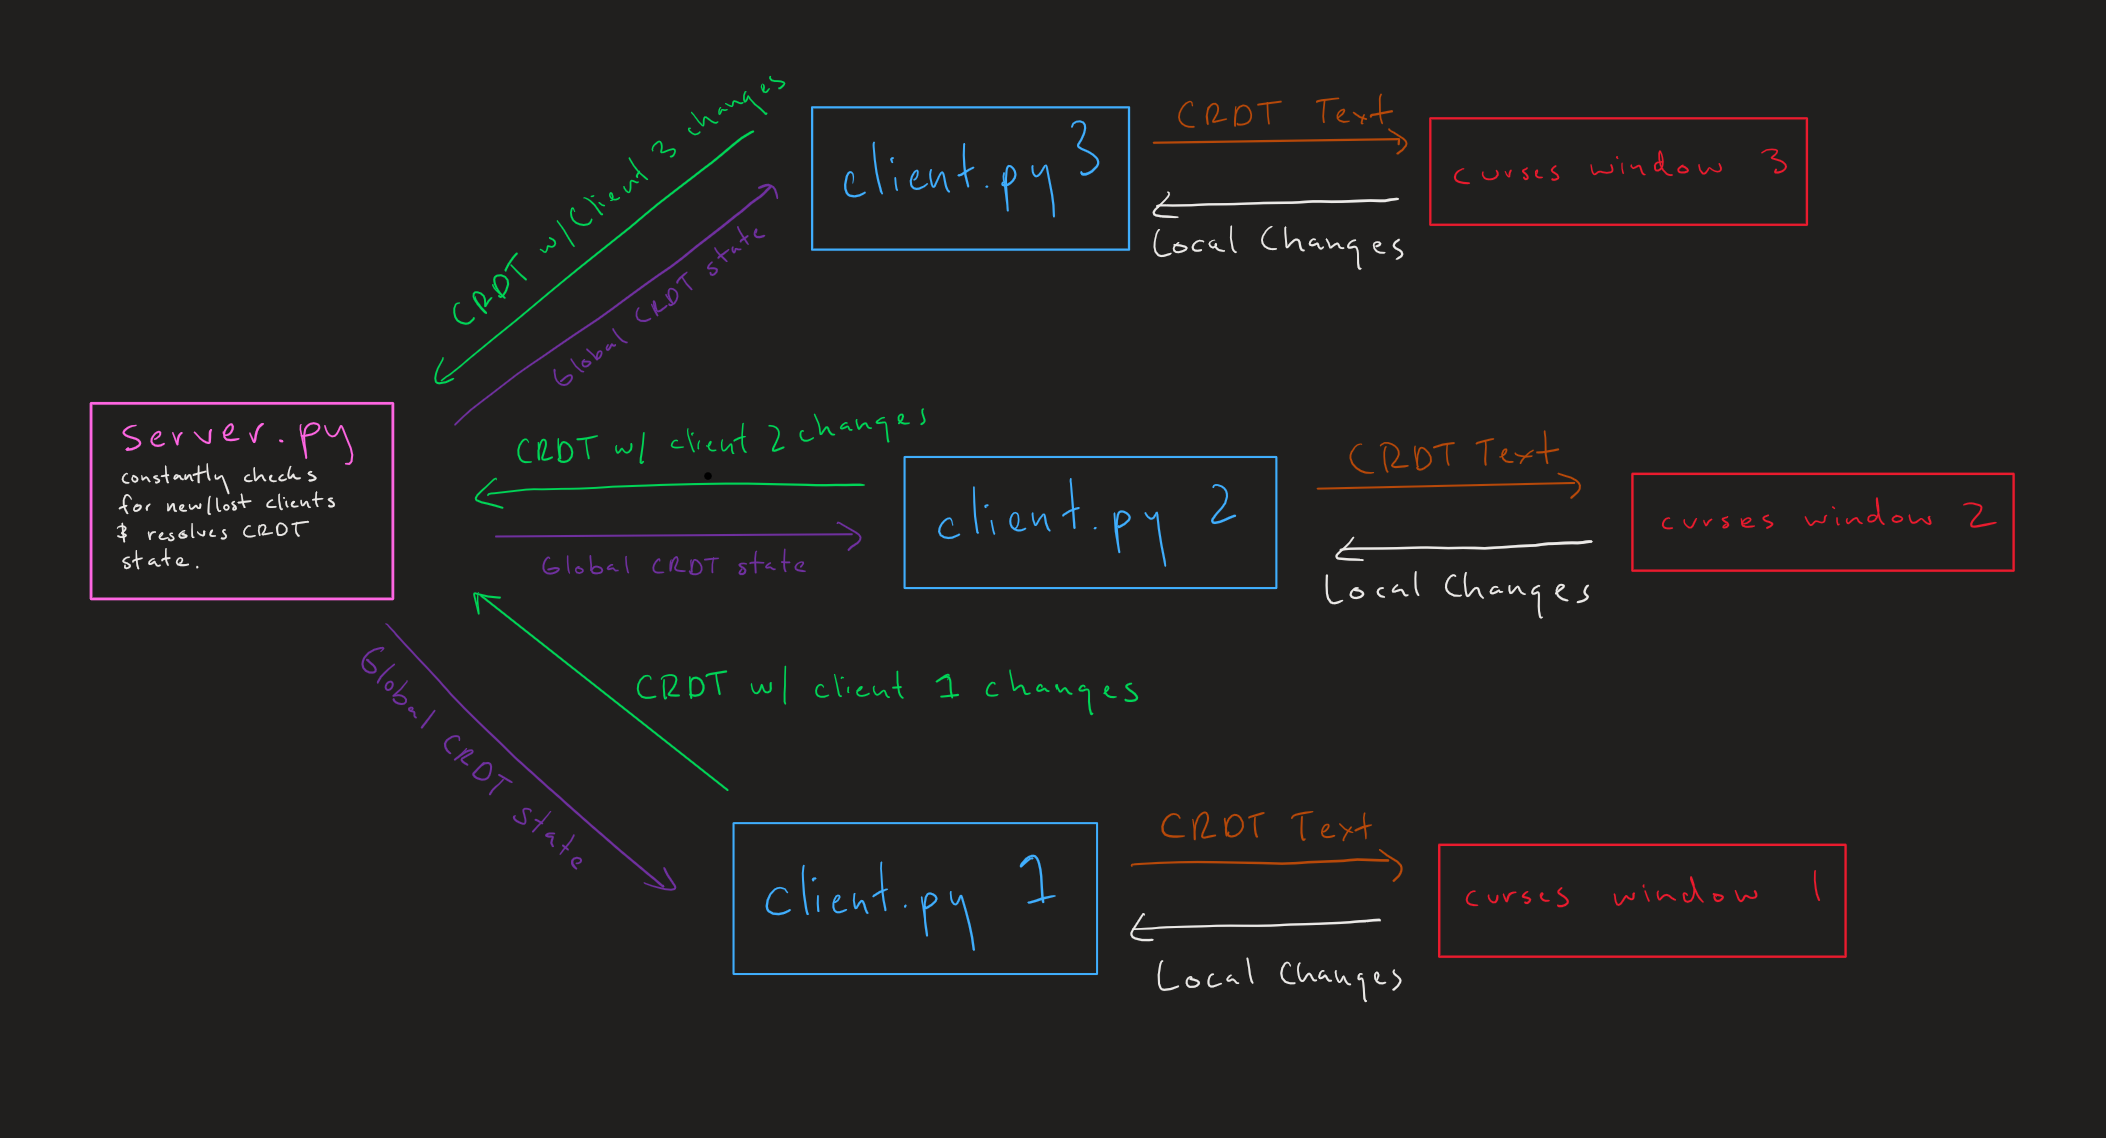 CRDT w/Client 3 changes
Global CRDT state
client.py 3
CRDT Text
Local Changes
curses window 3
server.py
constantly checks
for new/lost clients
& resolves CRDT
state.
CRDT w/ client 2 changes
Global CRDT state
client.py 2
CRDT Text
Local Changes
curses window 2
Global CRDT state
CRDT w/ client 1 changes
client.py 1
CRDT Text
Local Changes
curses window 1